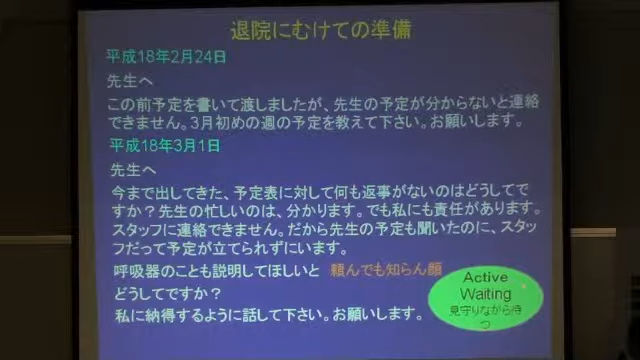 退院にむけての準備
平成18年2月24日
先生へ
この前予定を書いて渡しましたが、先生の予定が分からないと連絡
できません。3月初めの週の予定を教えて下さい。お願いします。
平成18年3月1日
先生へ
今まで出してきた、予定表に対して何も返事がないのはどうしてで
すか？先生の忙しいのは、分かります。でも私にも責任があります。
スタッフに連絡できません。だから先生の予定も聞いたのに、スタッ
フだって予定が立てられずにいます。
呼吸器のことも説明してほしいと 頼んでも知らん顔
どうしてですか？
私に納得するように話して下さい。お願いします。
Active
Waiting
見守りながら待
つ